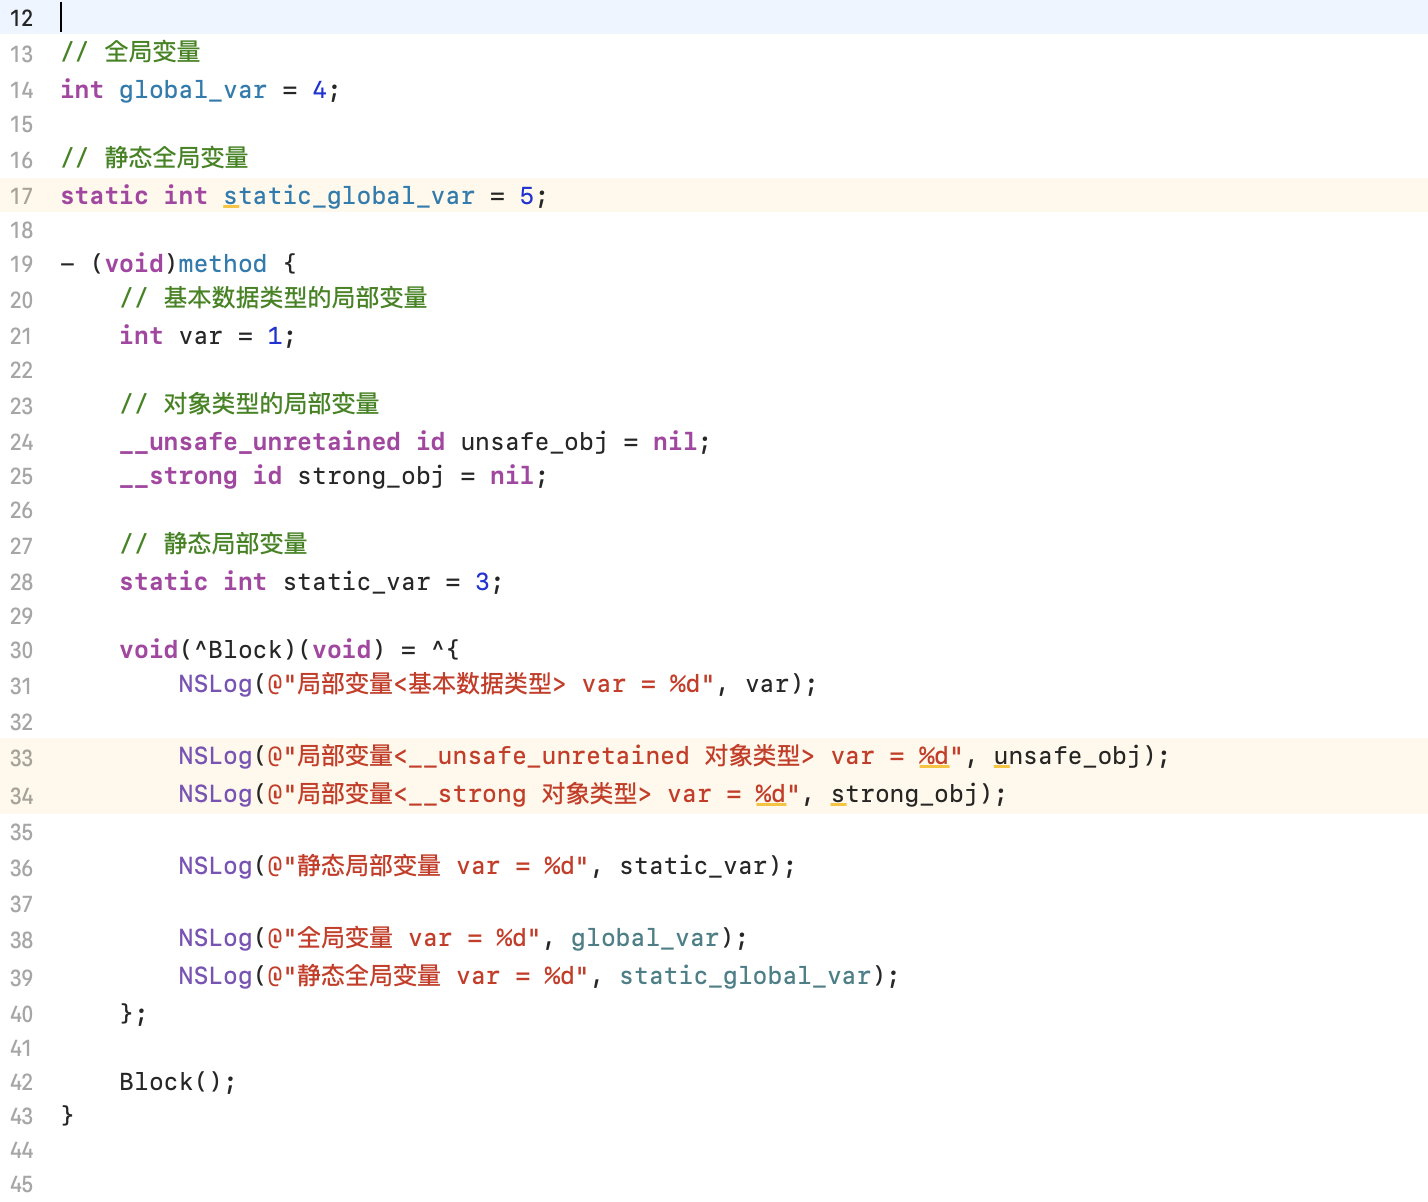 12
13 // 全局变量
14 int global_var = 4;
15
16 // 静态全局变量
17 static int static_global_var = 5;
18
19 - (void)method {
20     // 基本数据类型的局部变量
21     int var = 1;
22
23     // 对象类型的局部变量
24     __unsafe_unretained id unsafe_obj = nil;
25     __strong id strong_obj = nil;
26
27     // 静态局部变量
28     static int static_var = 3;
29
30     void(^Block)(void) = ^{
31         NSLog(@"局部变量<基本数据类型> var = %d", var);
32
33         NSLog(@"局部变量<__unsafe_unretained 对象类型> var = %d", unsafe_obj);
34         NSLog(@"局部变量<__strong 对象类型> var = %d", strong_obj);
35
36         NSLog(@"静态局部变量 var = %d", static_var);
37
38         NSLog(@"全局变量 var = %d", global_var);
39         NSLog(@"静态全局变量 var = %d", static_global_var);
40     };
41
42     Block();
43 }
44
45